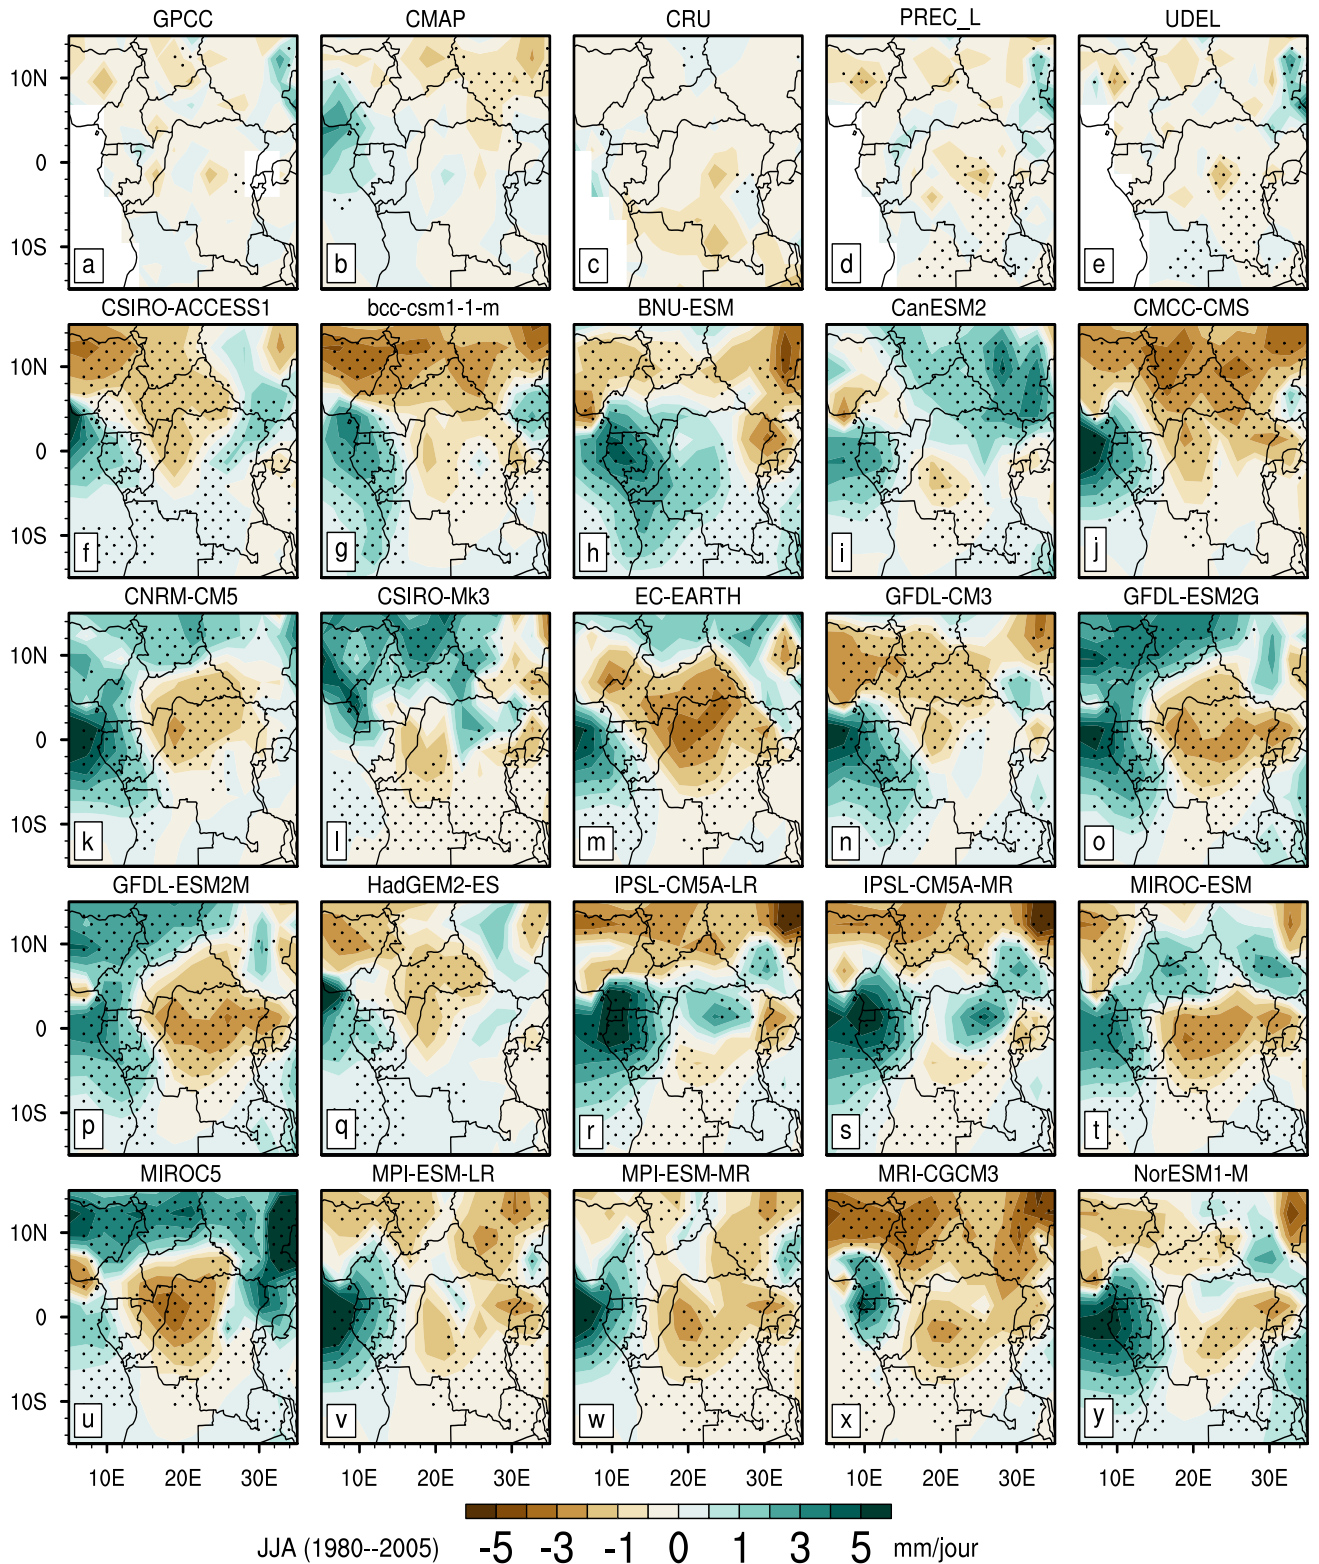 GPCC CMAP CRU PREC_L UDEL
10N
0
10S
a b c d e
CSIRO-ACCESS1 bcc-csm1-1-m BNU-ESM CanESM2 CMCC-CMS
10N
0
10S
f g h i j
CNRM-CM5 CSIRO-Mk3 EC-EARTH GFDL-CM3 GFDL-ESM2G
10N
0
10S
k l m n o
GFDL-ESM2M HadGEM2-ES IPSL-CM5A-LR IPSL-CM5A-MR MIROC-ESM
10N
0
10S
p q r s t
MIROC5 MPI-ESM-LR MPI-ESM-MR MRI-CGCM3 NorESM1-M
10N
0
10S
u v w x y
10E 20E 30E 10E 20E 30E 10E 20E 30E 10E 20E 30E 10E 20E 30E
JJA (1980--2005) -5 -3 -1 0 1 3 5 mm/jour